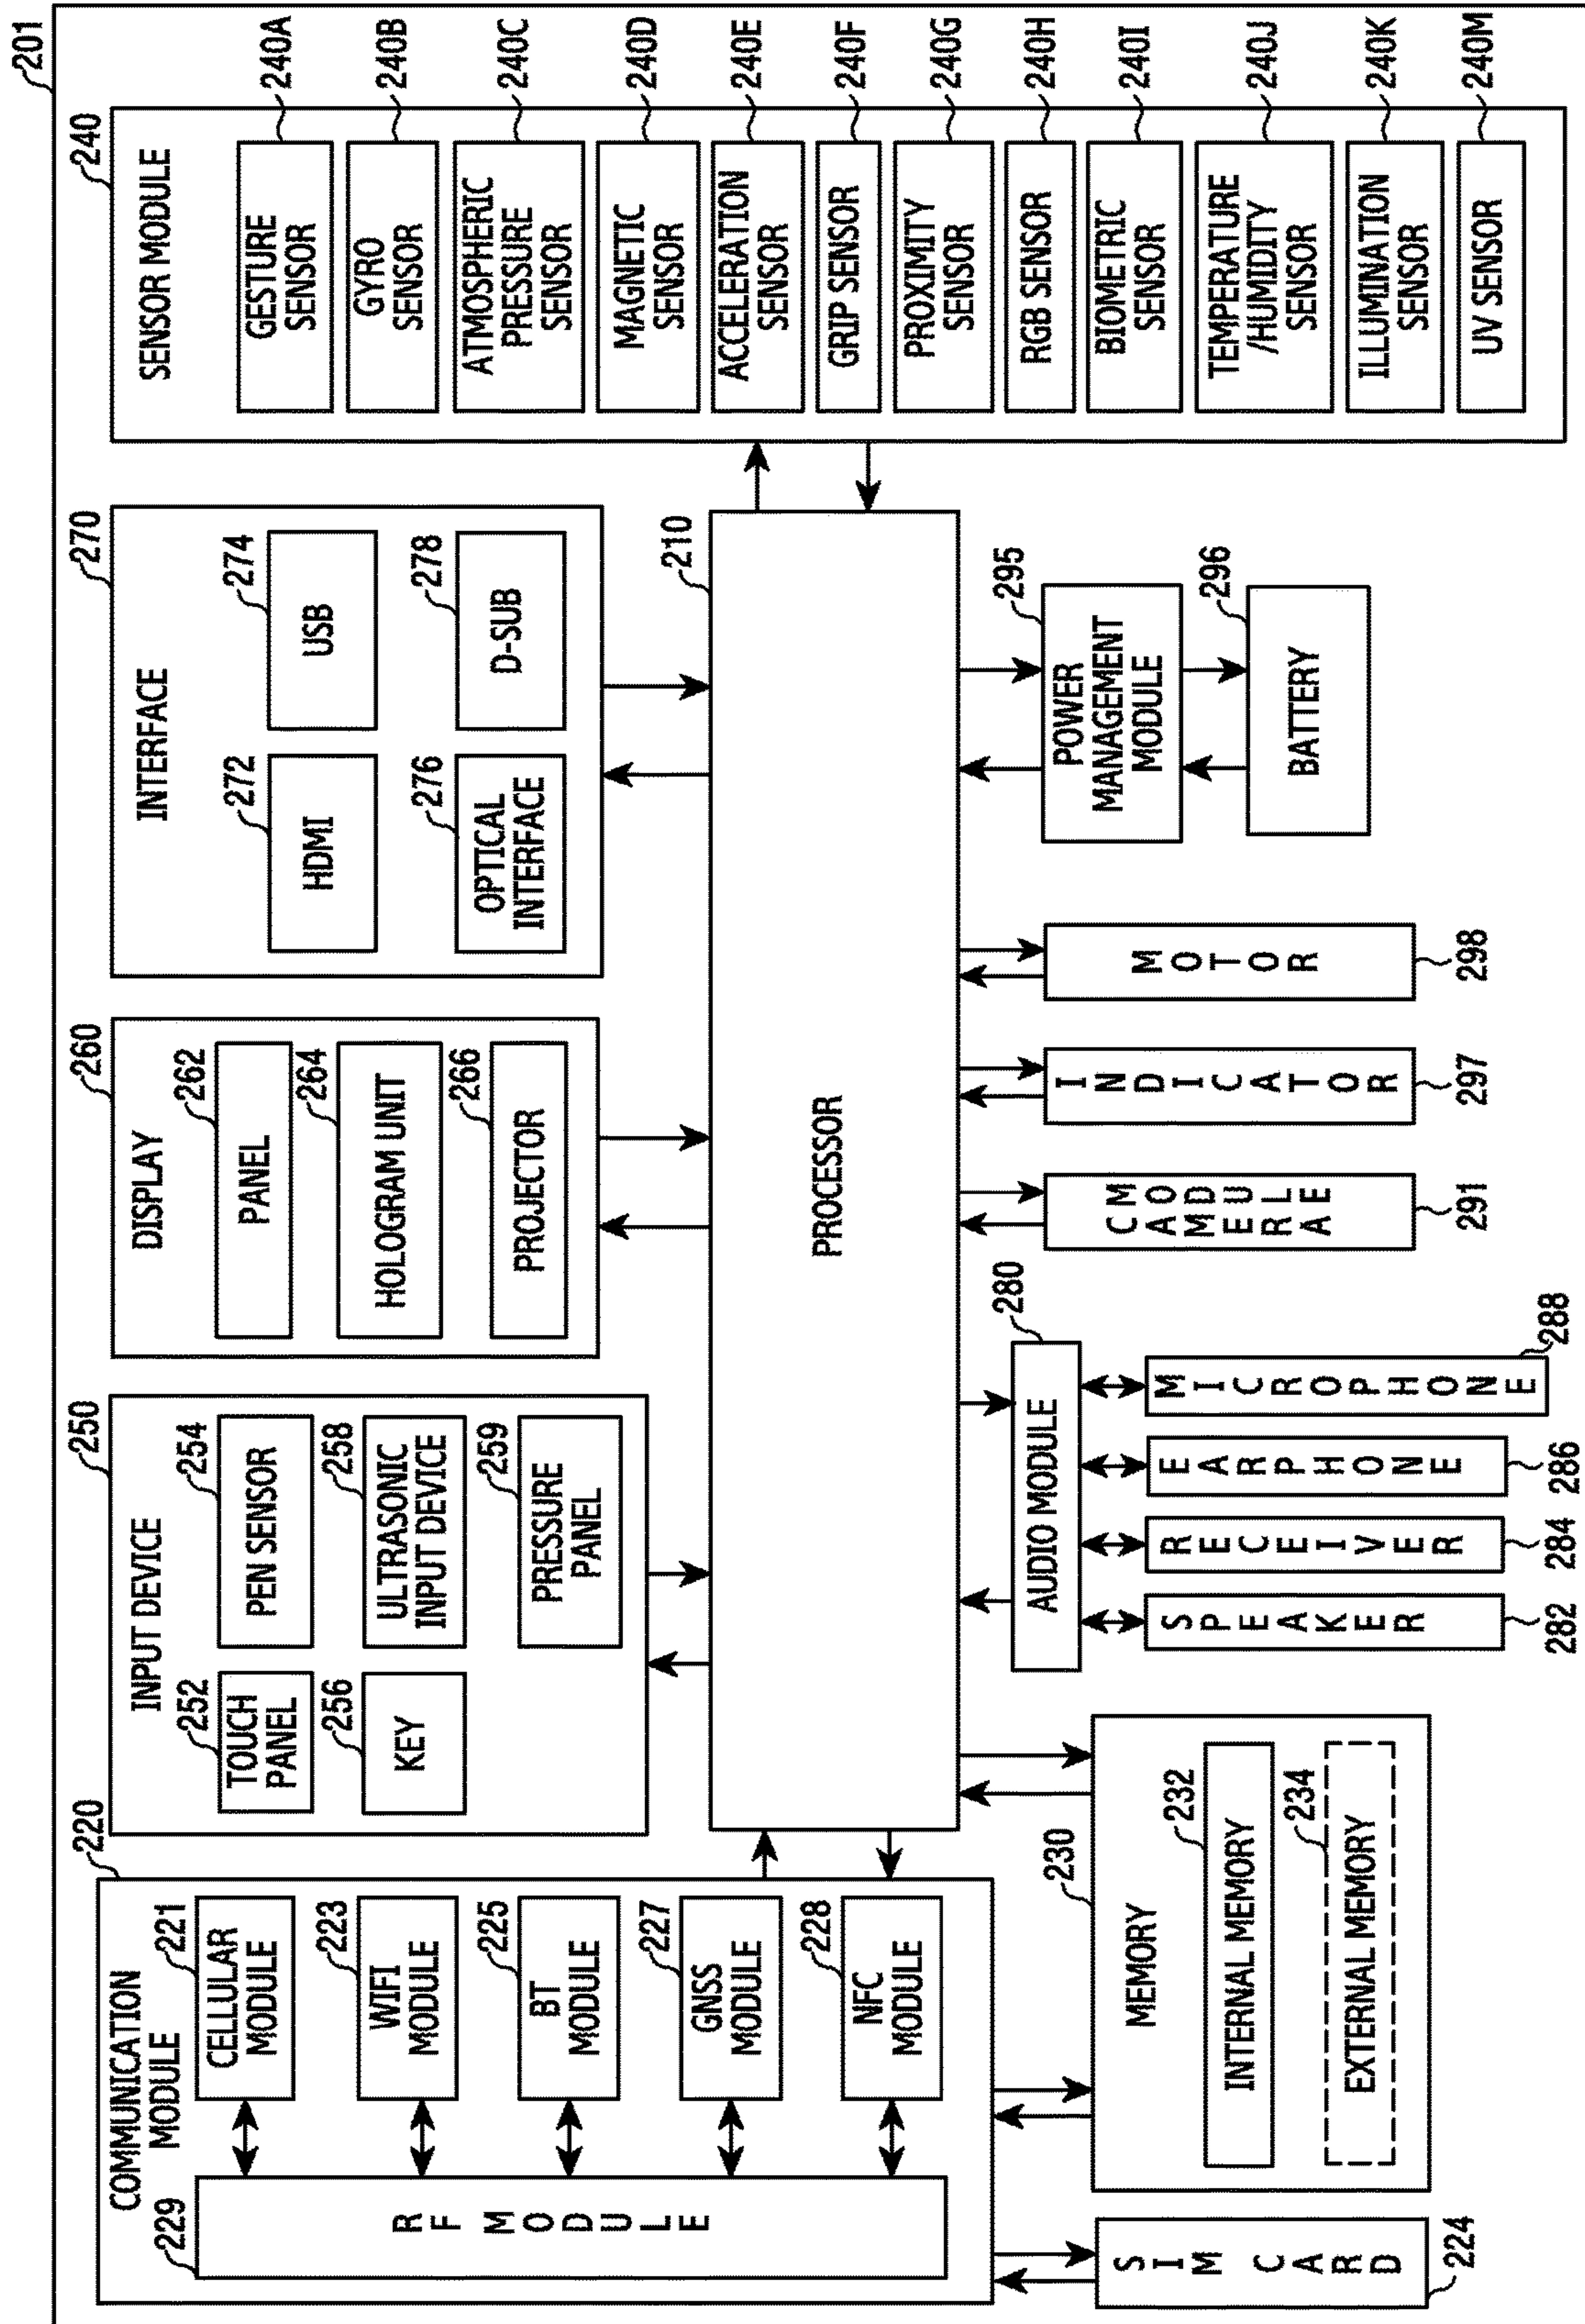 201
220
COMMUNICATION
MODULE
229
RF MODULE
221
CELLULAR
MODULE
223
WIFI
MODULE
225
BT
MODULE
227
GNSS
MODULE
228
NFC
MODULE
250
INPUT DEVICE
252
TOUCH
PANEL
254
PEN SENSOR
256
KEY
258
ULTRASONIC
INPUT DEVICE
259
PRESSURE
PANEL
260
DISPLAY
262
PANEL
264
HOLOGRAM UNIT
266
PROJECTOR
270
INTERFACE
272
HDMI
274
USB
276
OPTICAL
INTERFACE
278
D-SUB
240
SENSOR MODULE
GESTURE
SENSOR
240A
GYRO
SENSOR
240B
ATMOSPHERIC
PRESSURE
SENSOR
240C
MAGNETIC
SENSOR
240D
ACCELERATION
SENSOR
240E
GRIP SENSOR
240F
PROXIMITY
SENSOR
240G
RGB SENSOR
240H
BIOMETRIC
SENSOR
240I
TEMPERATURE
/HUMIDITY
SENSOR
240J
ILLUMINATION
SENSOR
240K
UV SENSOR
240M
210
PROCESSOR
SIM CARD
224
230
MEMORY
232
INTERNAL MEMORY
234
EXTERNAL MEMORY
280
AUDIO MODULE
SPEAKER
282
RECEIVER
284
EARPHONE
286
MICROPHONE
288
CAMERA
MODULE
291
INDICATOR
297
MOTOR
298
295
POWER
MANAGEMENT
MODULE
296
BATTERY